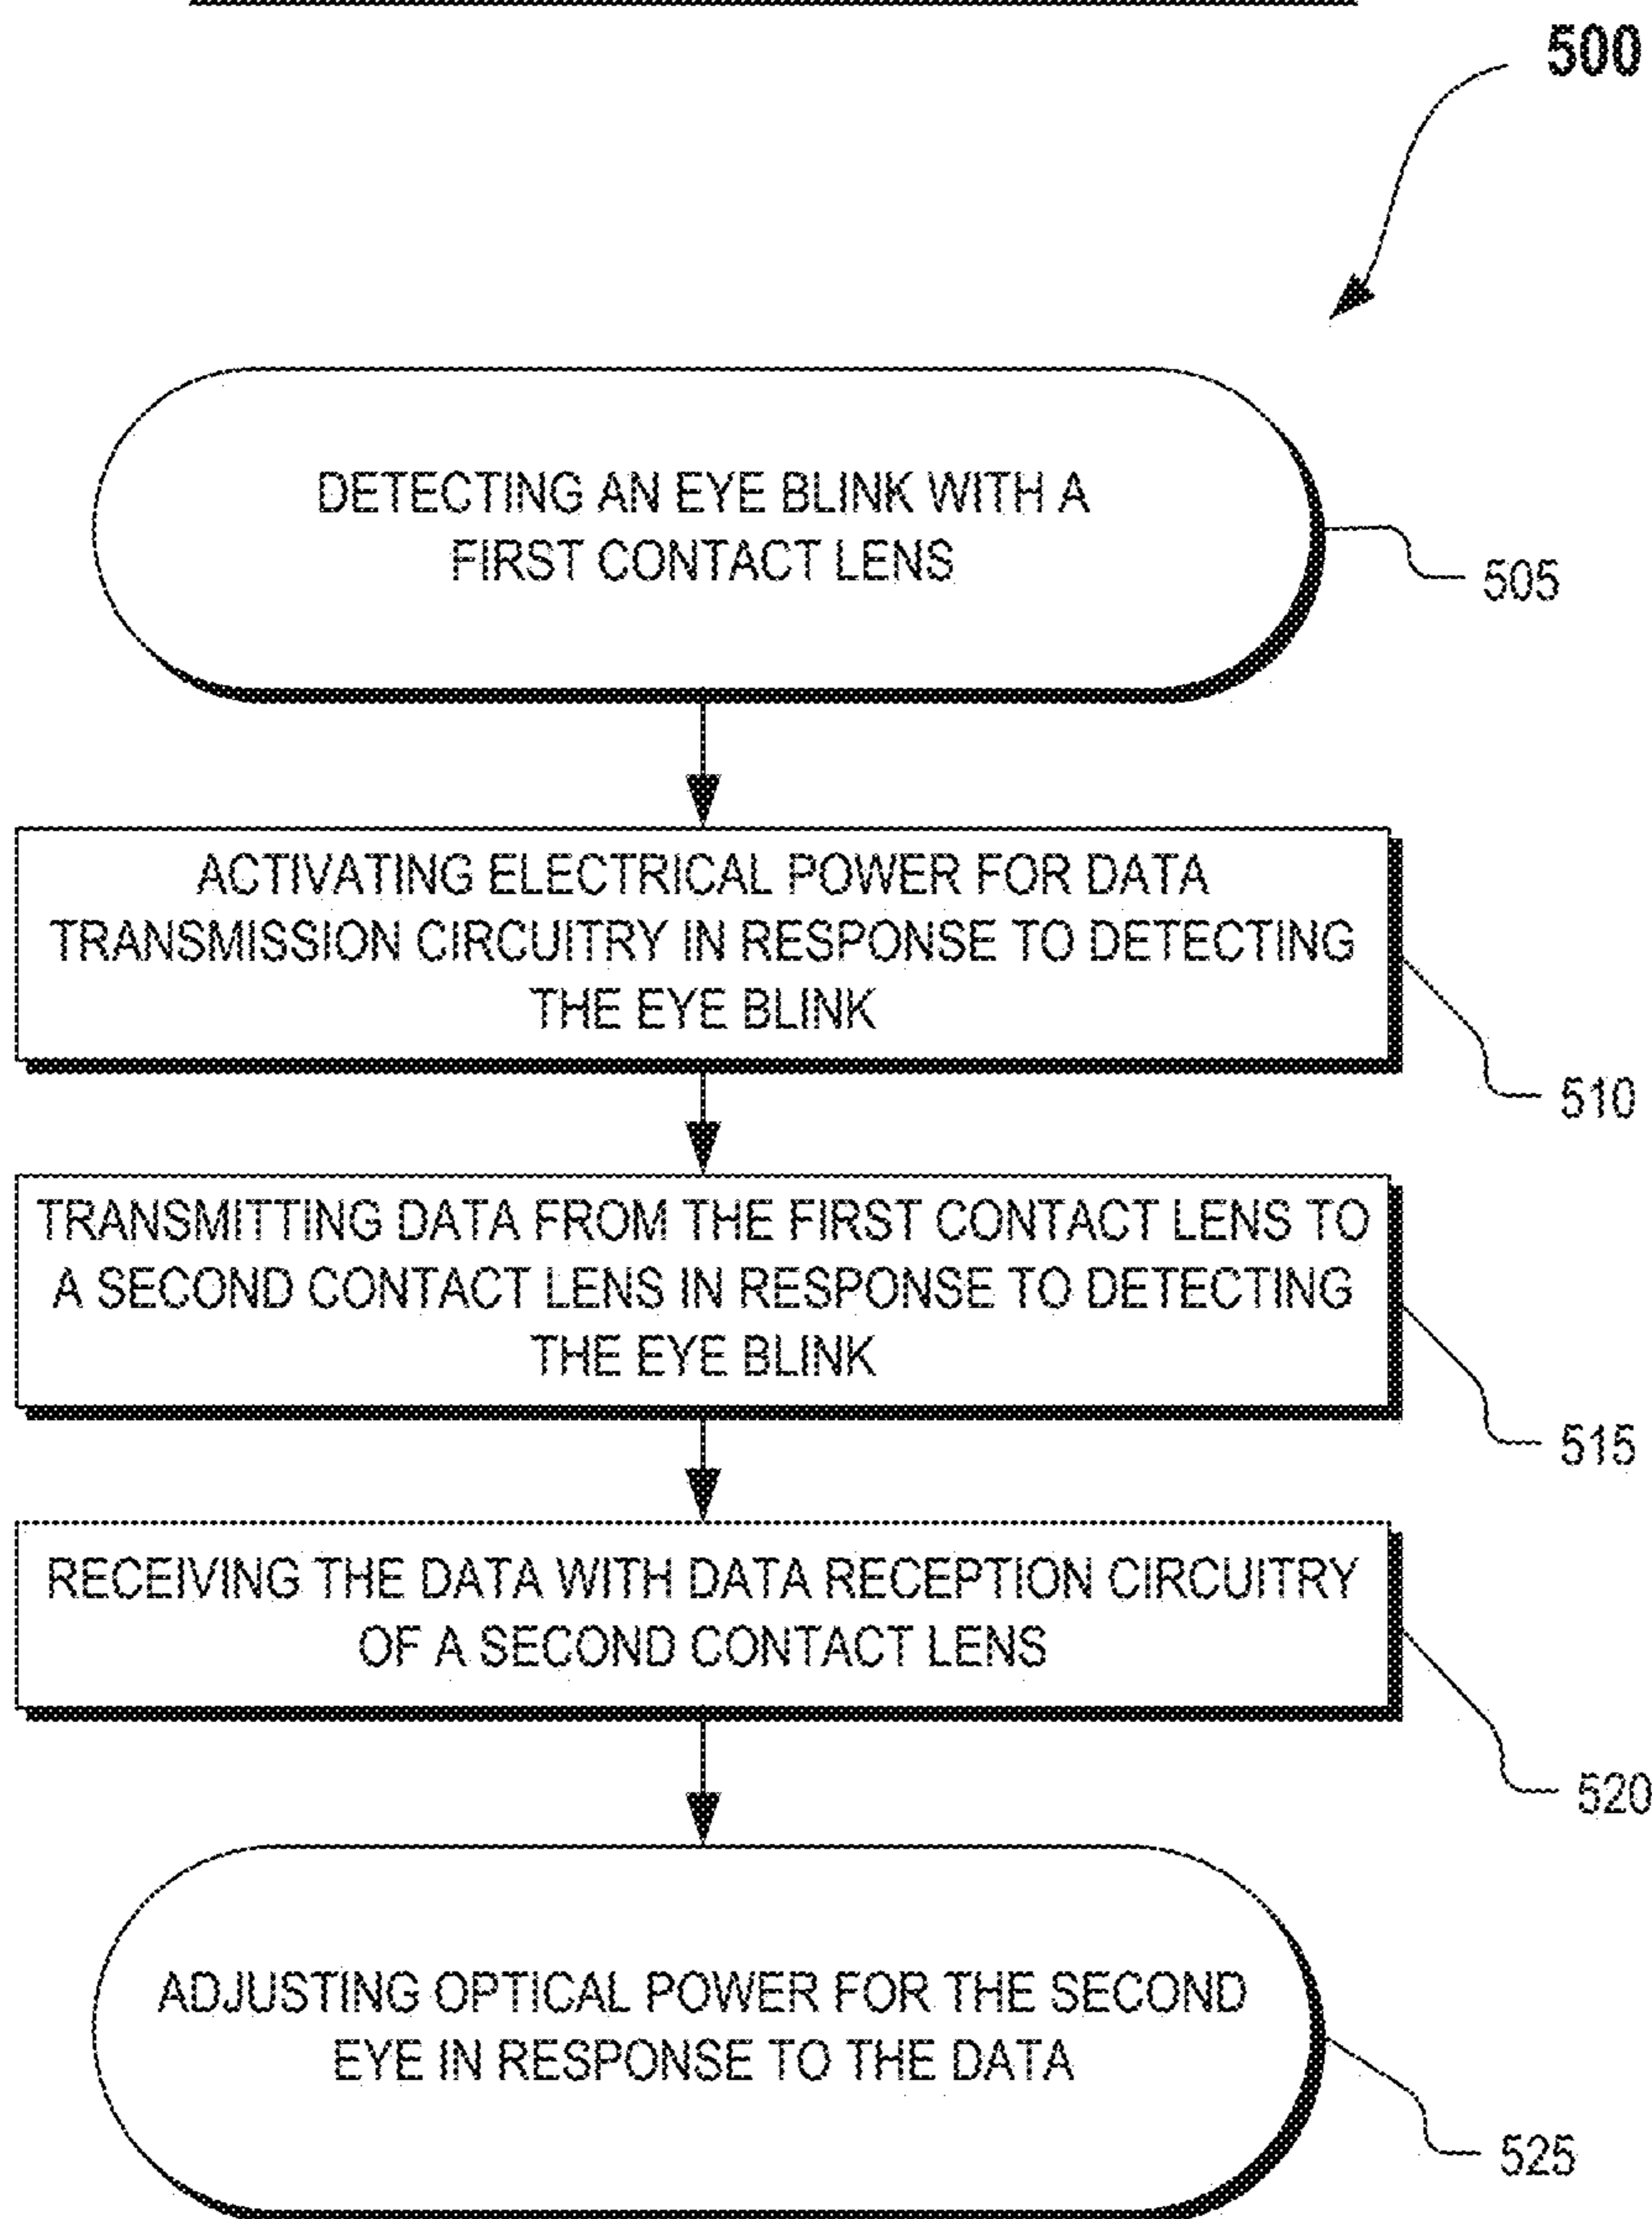 500
DETECTING AN EYE BLINK WITH A
FIRST CONTACT LENS
505
ACTIVATING ELECTRICAL POWER FOR DATA
TRANSMISSION CIRCUITRY IN RESPONSE TO DETECTING
THE EYE BLINK
510
TRANSMITTING DATA FROM THE FIRST CONTACT LENS TO
A SECOND CONTACT LENS IN RESPONSE TO DETECTING
THE EYE BLINK
515
RECEIVING THE DATA WITH DATA RECEPTION CIRCUITRY
OF A SECOND CONTACT LENS
520
ADJUSTING OPTICAL POWER FOR THE SECOND
EYE IN RESPONSE TO THE DATA
525